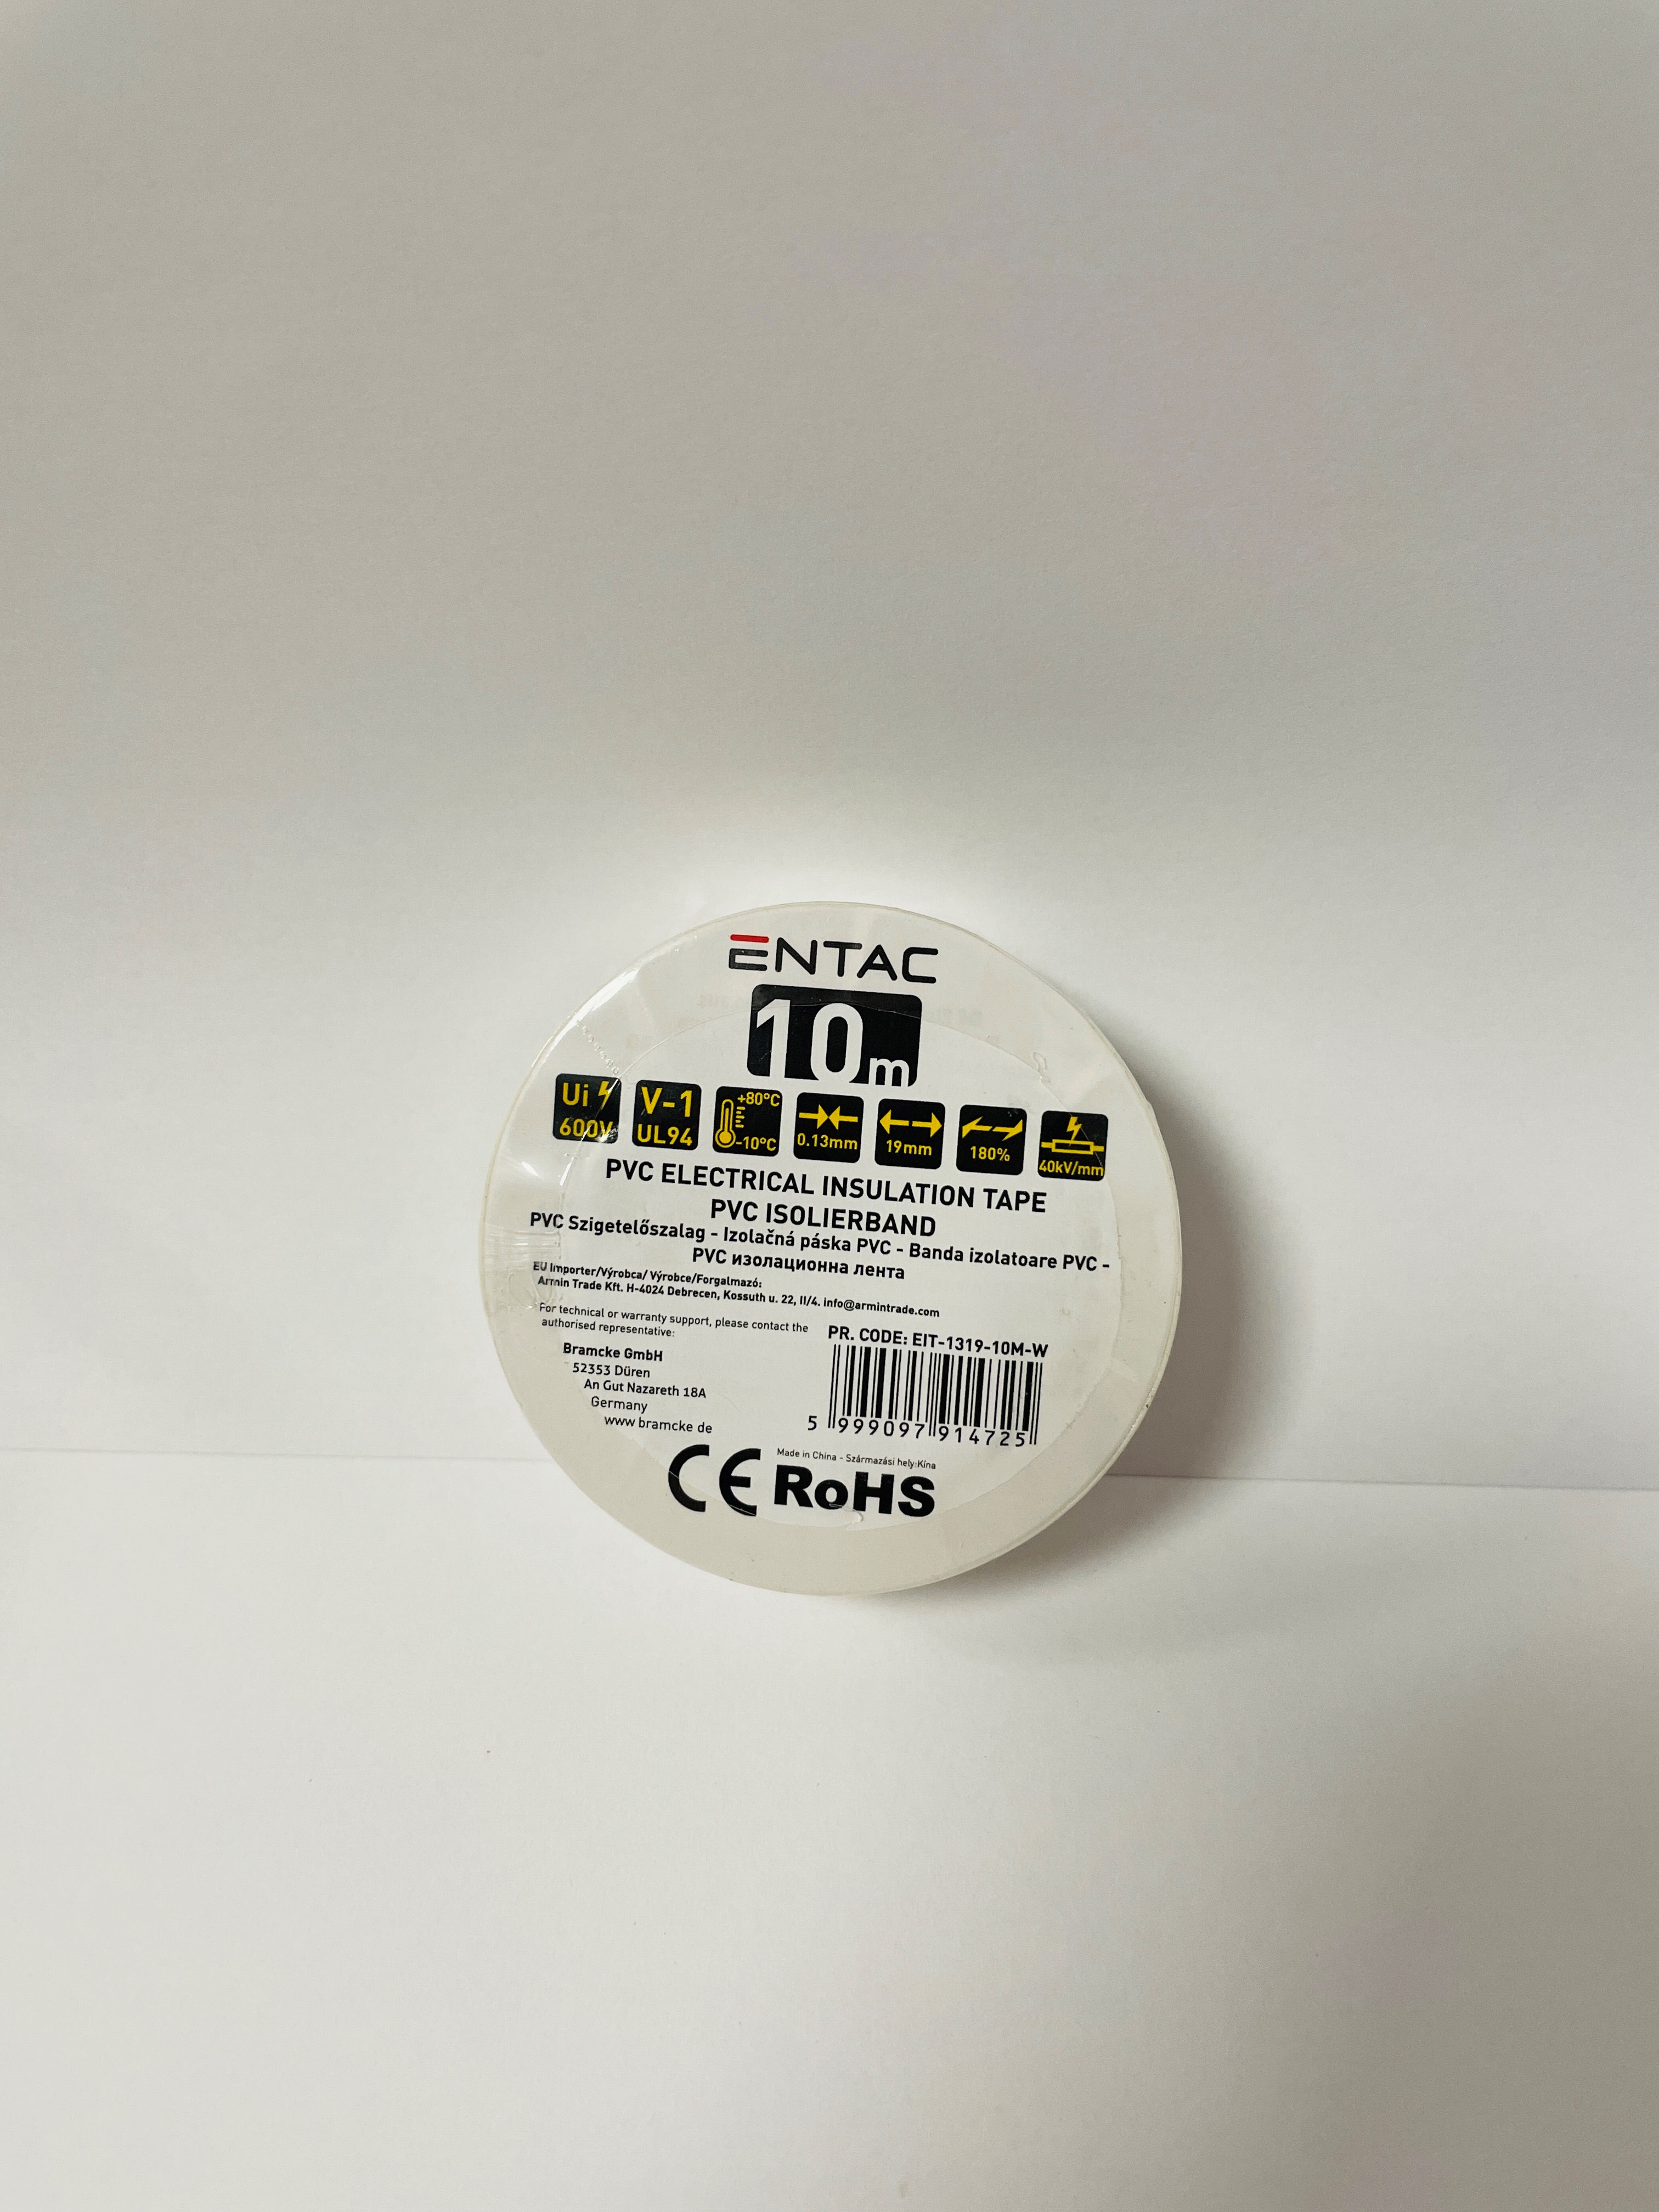 ENTAC
10m
Ui 600V
V-1 UL94
+80°C -10°C
0.13mm
19mm
180%
40kV/mm
PVC ELECTRICAL INSULATION TAPE
PVC ISOLIERBAND
PVC Szigetelőszalag - Izolačná páska PVC - Banda izolatoare PVC -
PVC изолационна лента
EU Importer/Výrobca/ Výrobce/Forgalmazó:
Armin Trade Kft. H-4024 Debrecen, Kossuth u. 22, II/4. info@armintrade.com
For technical or warranty support, please contact the
authorised representative:
Bramcke GmbH
52353 Düren
An Gut Nazareth 18A
Germany
www bramcke de
PR. CODE: EIT-1319-10M-W
5 999097 914725
Made in China - Származási hely:Kína
CE RoHS